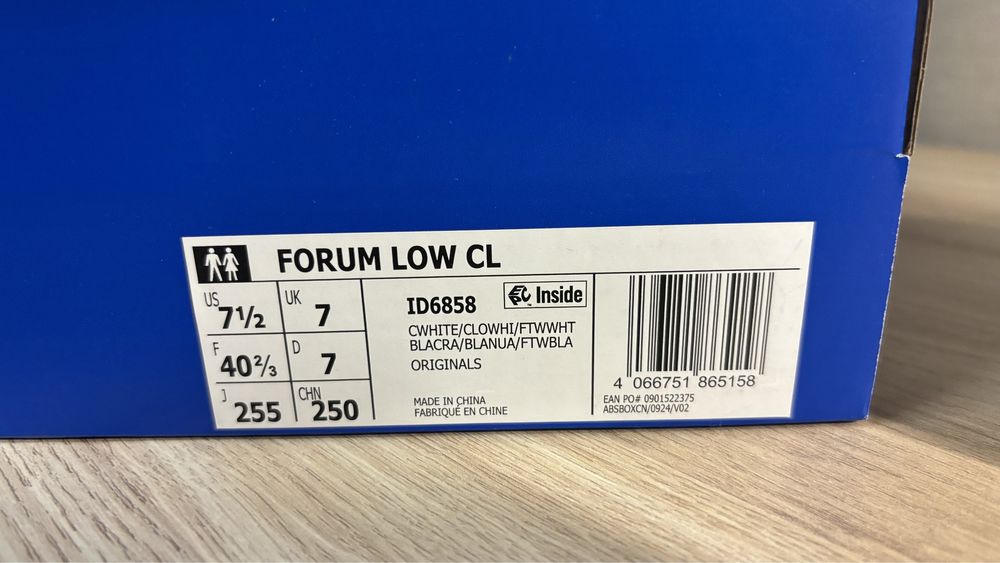 FORUM LOW CL
US 7½ UK 7
F 40⅔ D 7
J 255 CHN 250
ID6858 Inside
CWHITE/CLOWHI/FTWWHT
BLACRA/BLANUA/FTWBLA
ORIGINALS
MADE IN CHINA
FABRIQUÉ EN CHINE
4 066751 865158
EAN PO# 0901522375
ABSBOXCN/0924/V02